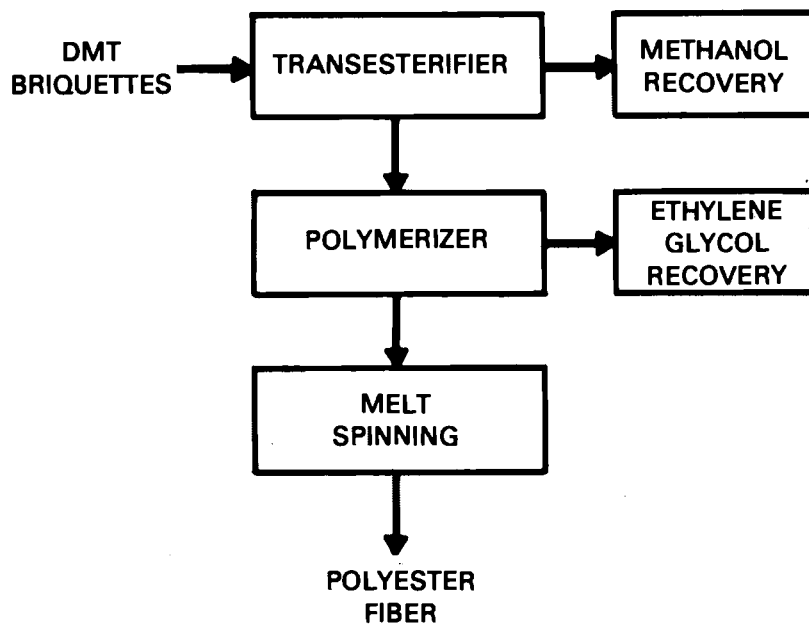 DMT
BRIQUETTES
TRANSESTERIFIER
METHANOL
RECOVERY
POLYMERIZER
ETHYLENE
GLYCOL
RECOVERY
MELT
SPINNING
POLYESTER
FIBER